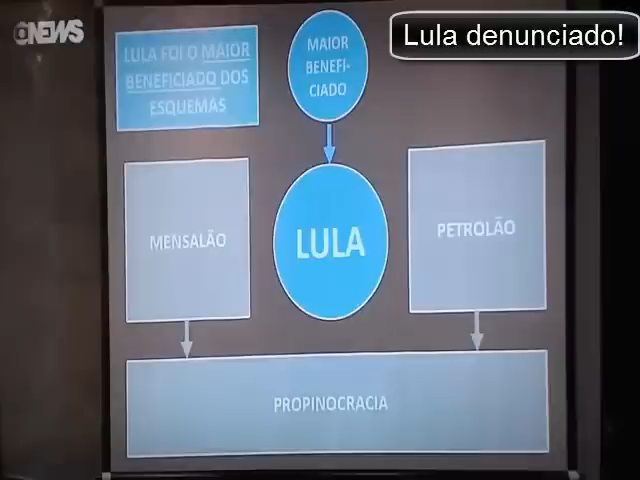 GNEWS
Lula denunciado!
LULA FOI O MAIOR
BENEFICIADO DOS
ESQUEMAS
MAIOR
BENEFI-
CIADO
MENSALÃO
LULA
PETROLÃO
PROPINOCRACIA